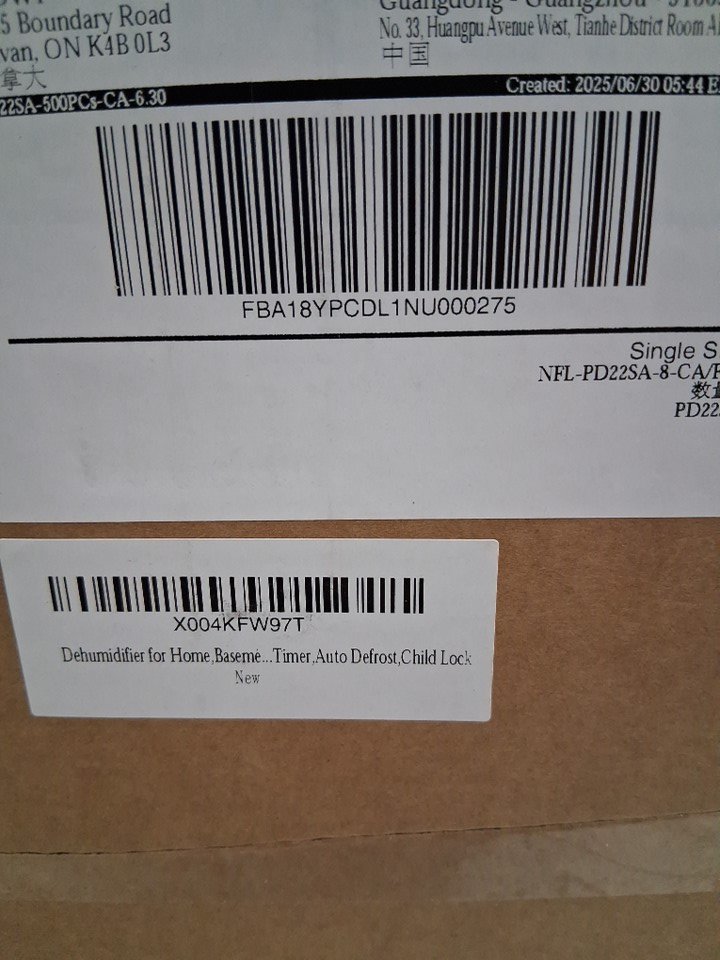 5 Boundary Road
van, ON K4B 0L3
拿大
Guangdong - Guangzhou -
No. 33, Huangpu Avenue West, Tianhe District Room
中国
22SA-500PCs-CA-6.30
Created: 2025/06/30 05:44
FBA18YPCDL1NU000275
Single S
NFL-PD22SA-8-CA/
数量
PD22
X004KFW97T
Dehumidifier for Home,Baseme...Timer,Auto Defrost,Child Lock
New